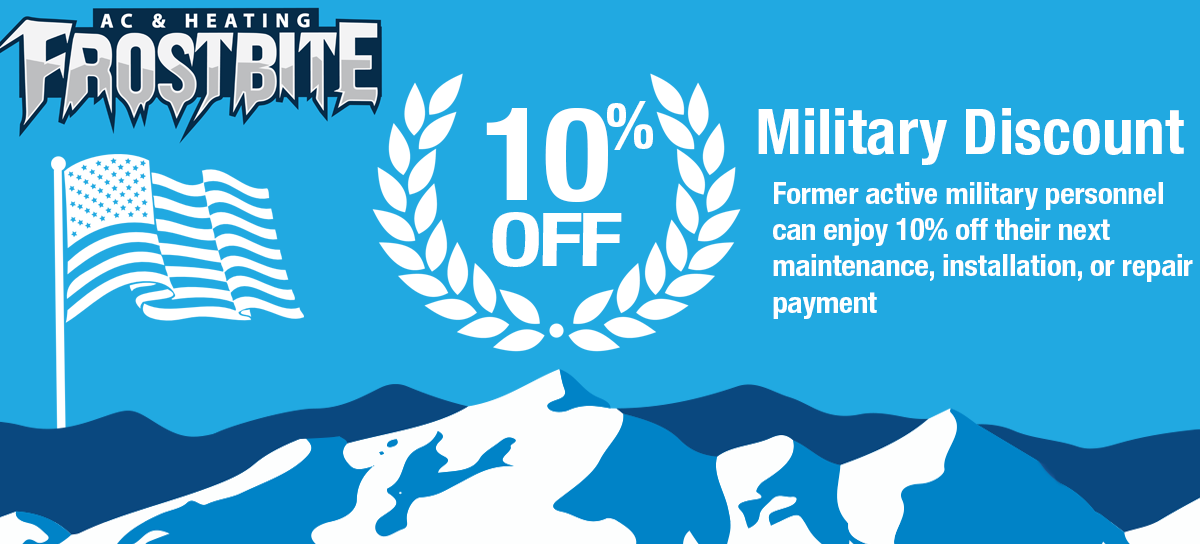 AC & HEATING
FROSTBITE
10%
OFF
Military Discount
Former active military personnel
can enjoy 10% off their next
maintenance, installation, or repair
payment